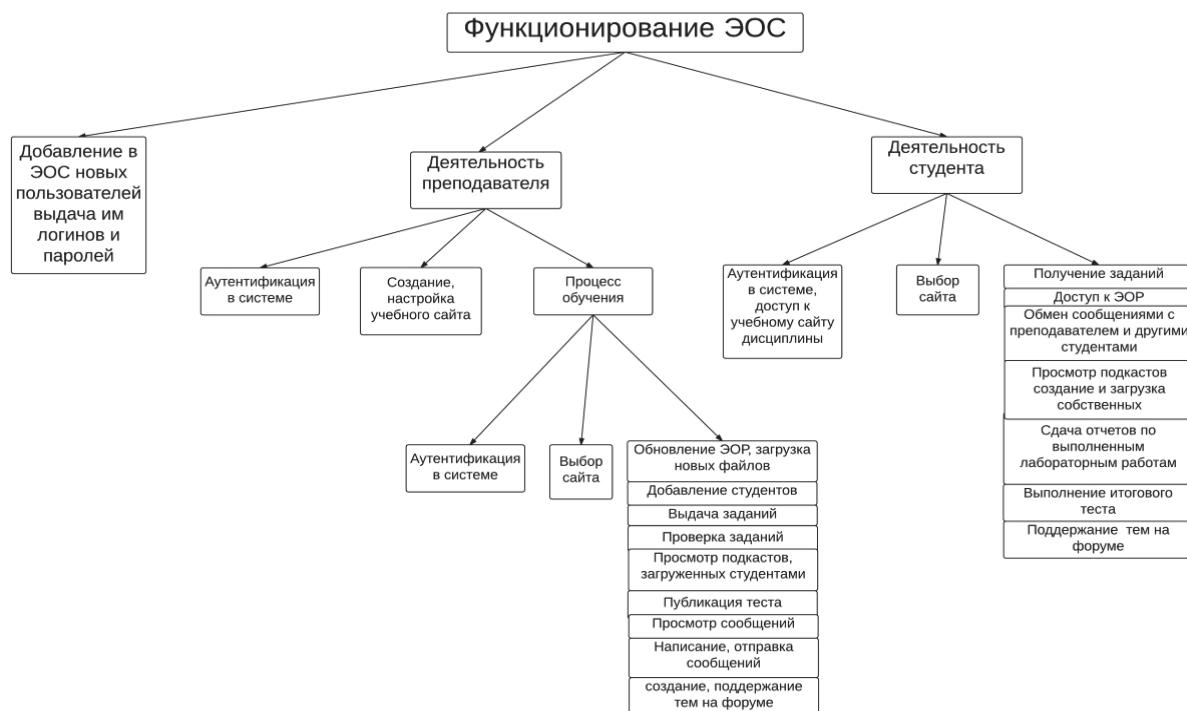 Функционирование ЭОС
Добавление в
ЭОС новых
пользователей
выдача им
логинов и
паролей
Деятельность
преподавателя
Деятельность
студента
Аутентификация
в системе
Создание,
настройка
учебного сайта
Процесс
обучения
Аутентификация
в системе, 
доступ к
учебному сайту
дисциплины
Выбор
сайта
Получение заданий
Доступ к ЭОР
Обмен сообщениями с
преподавателем и другими
студентами
Просмотр подкастов
создание и загрузка
собственных
Сдача отчетов по
выполненным
лабораторным работам
Выполнение итогового
теста
Поддержание тем на
форуме
Аутентификация
в системе
Выбор
сайта
Обновление ЭОР, загрузка
новых файлов
Добавление студентов
Выдача заданий
Проверка заданий
Просмотр подкастов,
загруженных студентами
Публикация теста
Просмотр сообщений
Написание, отправка
сообщений
создание, поддержание
тем на форуме